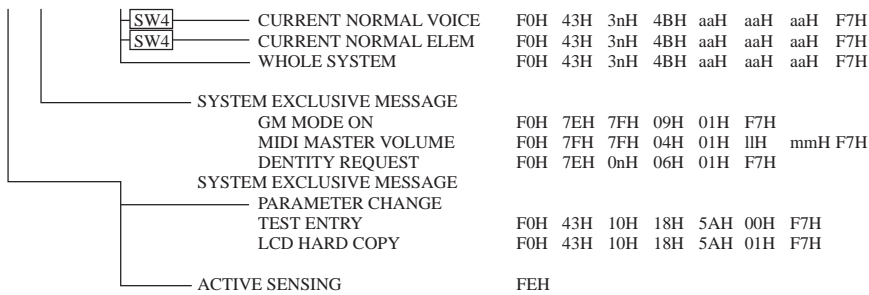 SW4 CURRENT NORMAL VOICE F0H 43H 3nH 4BH aaH aaH aaH F7H
SW4 CURRENT NORMAL ELEM F0H 43H 3nH 4BH aaH aaH aaH F7H
WHOLE SYSTEM F0H 43H 3nH 4BH aaH aaH aaH F7H
SYSTEM EXCLUSIVE MESSAGE
GM MODE ON F0H 7EH 7FH 09H 01H F7H
MIDI MASTER VOLUME F0H 7FH 7FH 04H 01H llH mmH F7H
DENTITY REQUEST F0H 7EH 0nH 06H 01H F7H
SYSTEM EXCLUSIVE MESSAGE
PARAMETER CHANGE
TEST ENTRY F0H 43H 10H 18H 5AH 00H F7H
LCD HARD COPY F0H 43H 10H 18H 5AH 01H F7H
ACTIVE SENSING FEH